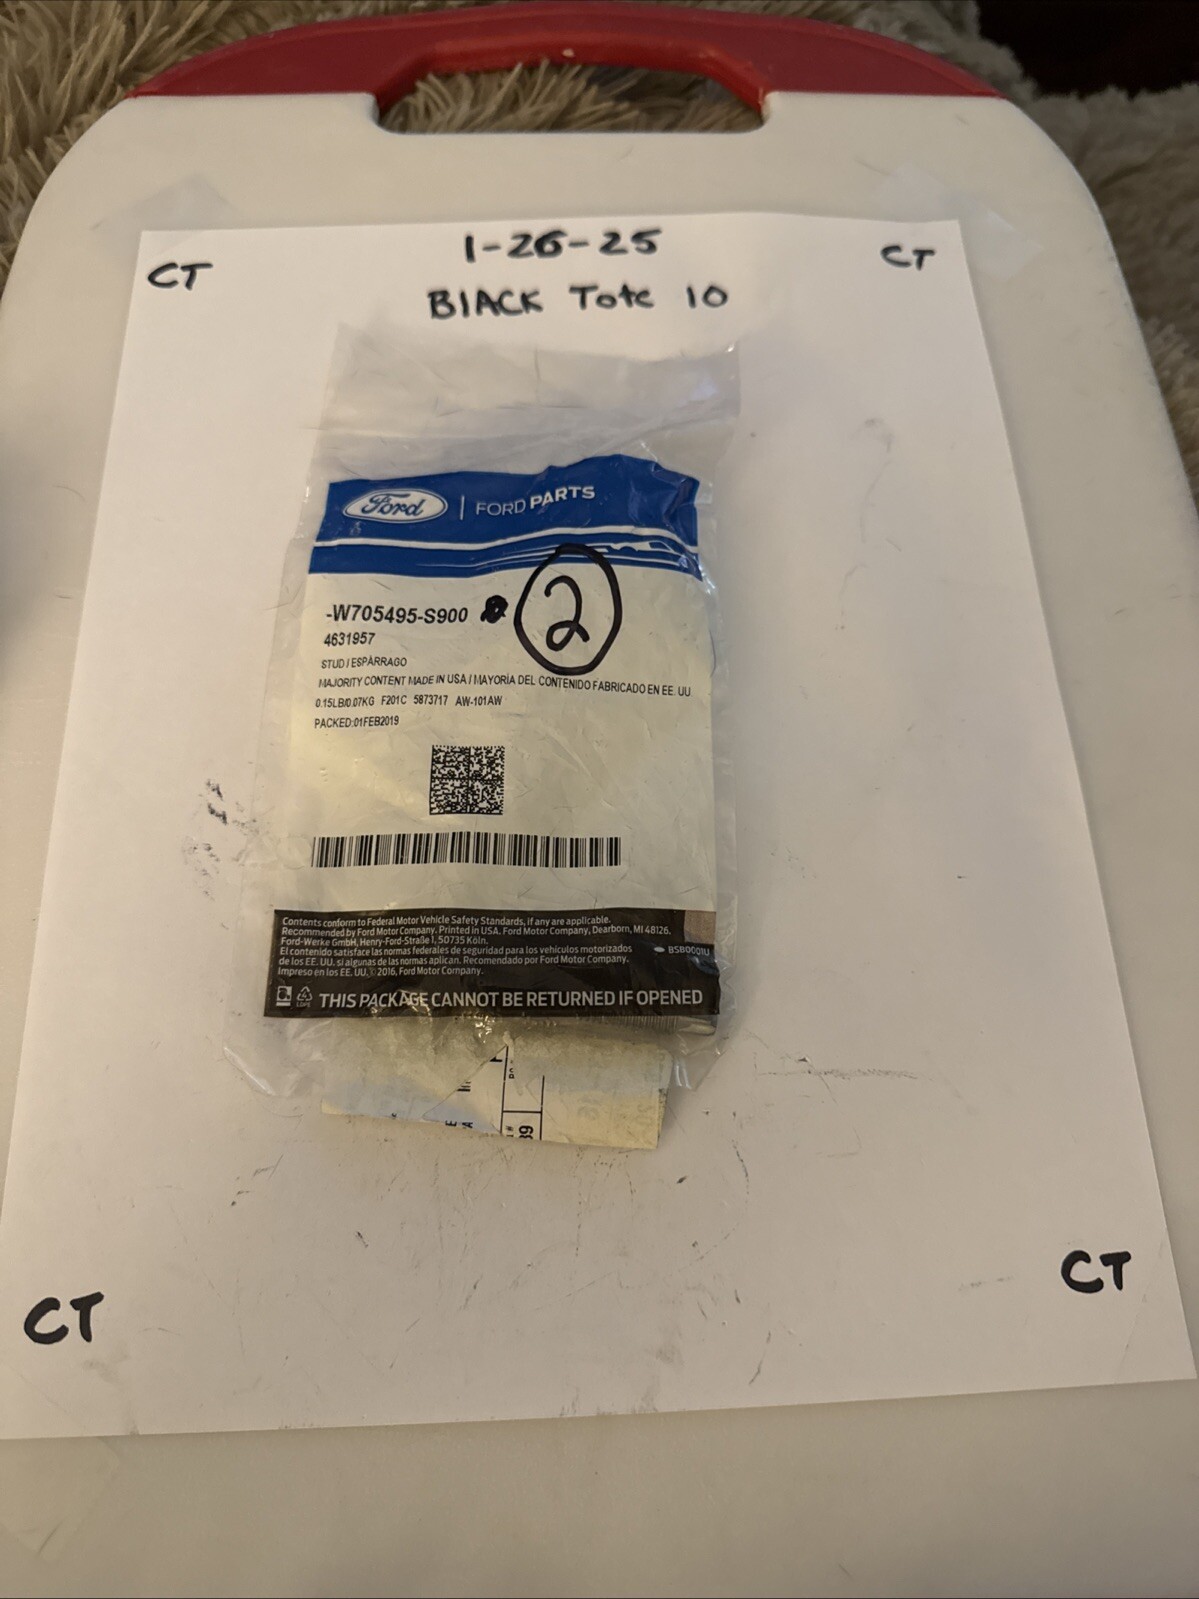 1-26-25
CT CT
BlACK Tote 10
Ford | FORD PARTS
-W705495-S900 2
4631957
STUD / ESPÁRRAGO
MAJORITY CONTENT MADE IN USA / MAYORÍA DEL CONTENIDO FABRICADO EN EE. UU
0.15LB/0.07KG F201C 5873717 AW-101AW
PACKED:01FEB2019
Contents conform to Federal Motor Vehicle Safety Standards, if any are applicable.
Recommended by Ford Motor Company. Printed in USA. Ford Motor Company, Dearborn, MI 48126.
Ford-Werke GmbH, Henry-Ford-Straße 1, 50735 Köln.
El contenido satisface las normas federales de seguridad para los vehículos motorizados
de los EE. UU. si algunas de las normas aplican. Recomendado por Ford Motor Company.
Impreso en los EE. UU. © 2016, Ford Motor Company.
BSB0001U
THIS PACKAGE CANNOT BE RETURNED IF OPENED
CT CT